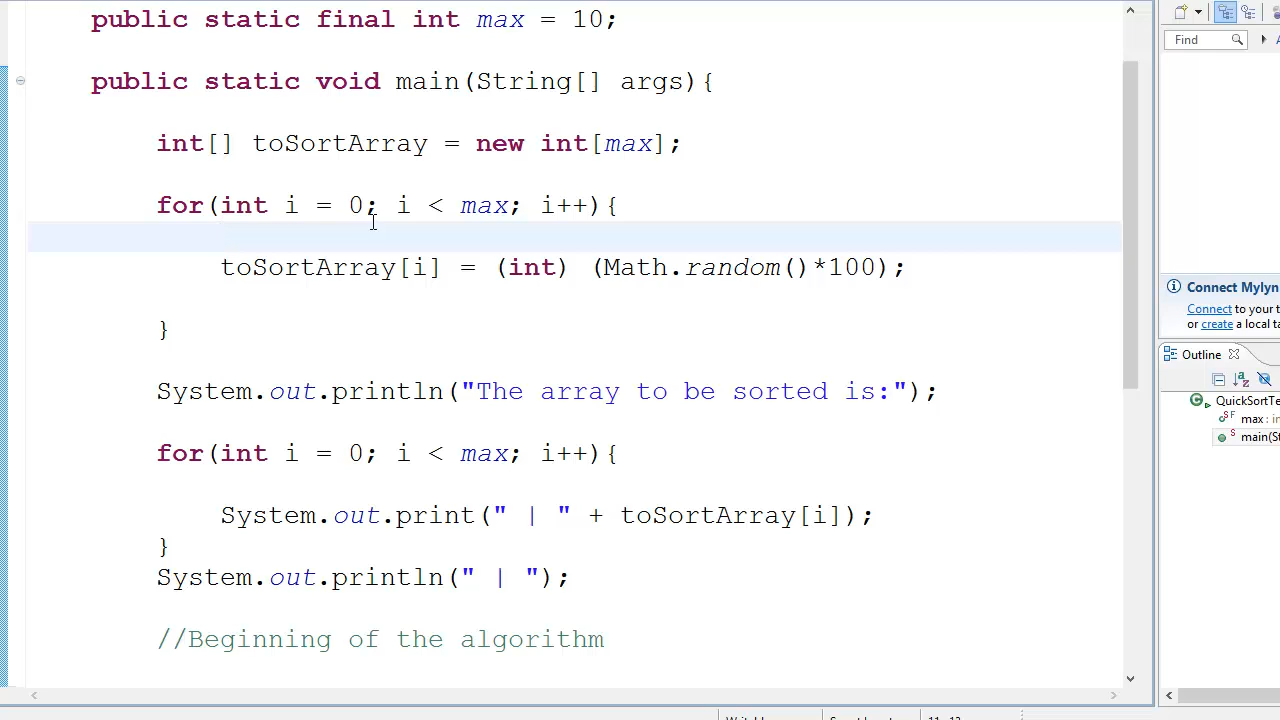 public static final int max = 10;
public static void main(String[] args){
int[] toSortArray = new int[max];
for(int i = 0; i < max; i++){
toSortArray[i] = (int) (Math.random()*100);
}
System.out.println("The array to be sorted is:");
for(int i = 0; i < max; i++){
System.out.print(" | " + toSortArray[i]);
}
System.out.println(" | ");
//Beginning of the algorithm
Find
Connect Mylyn
Connect to your t
or create a local ta
Outline
QuickSortTe
max : in
main(St